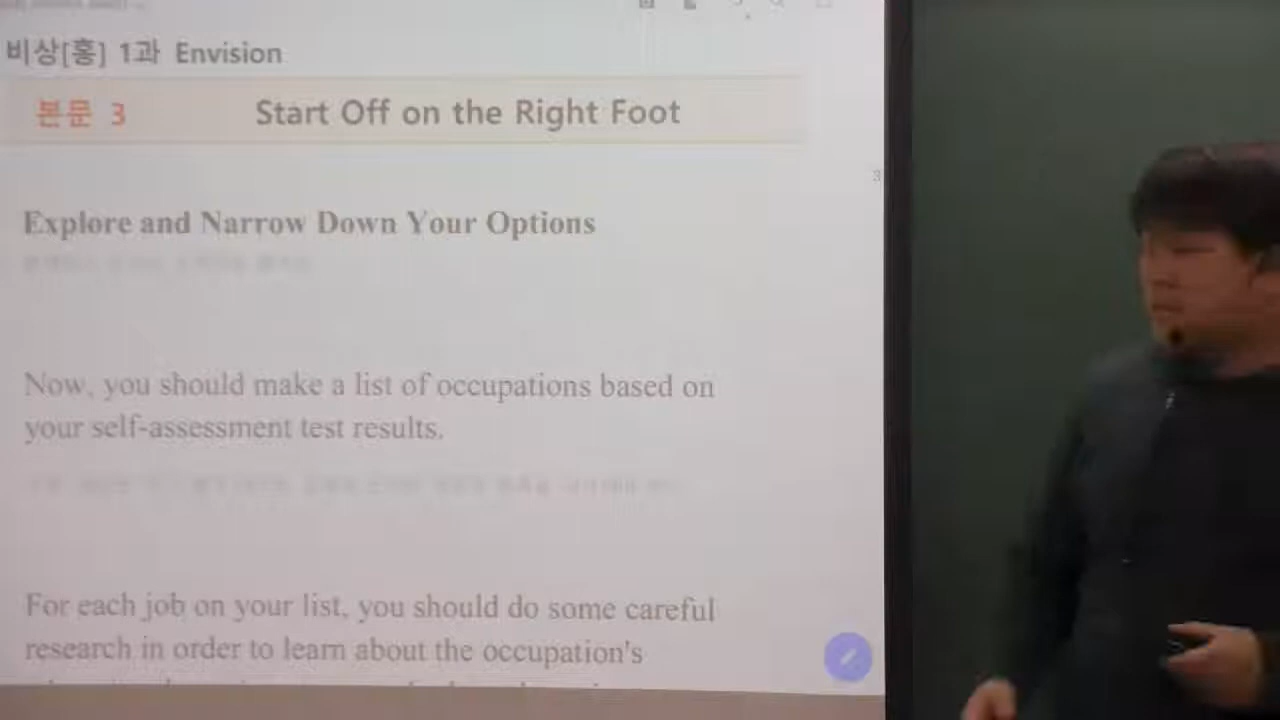 비상[홍] 1과 Envision
본문 3 Start Off on the Right Foot
3
Explore and Narrow Down Your Options
Now, you should make a list of occupations based on
your self-assessment test results.
For each job on your list, you should do some careful
research in order to learn about the occupation's